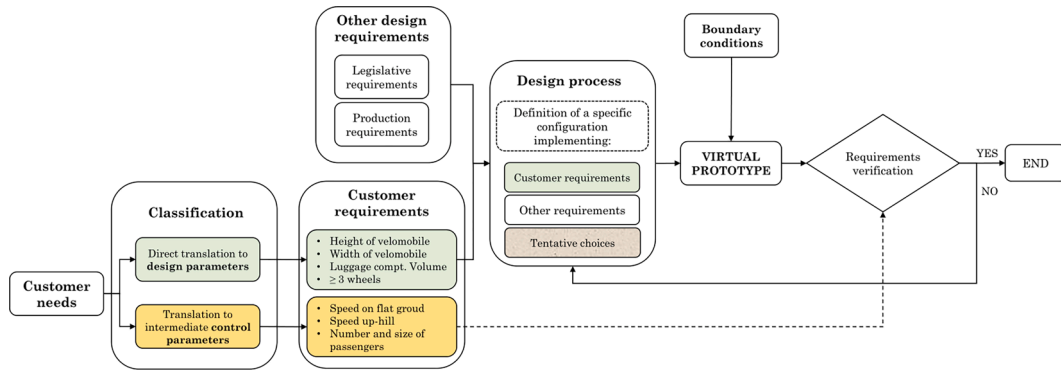 Other design
requirements
Legislative
requirements
Production
requirements
Boundary
conditions
Design process
Definition of a specific
configuration
implementing:
Customer requirements
Other requirements
Tentative choices
VIRTUAL
PROTOTYPE
Requirements
verification
YES
NO
END
Classification
Direct translation to
design parameters
Translation to
intermediate control
parameters
Customer
needs
Customer
requirements
• Height of velomobile
• Width of velomobile
• Luggage compt. Volume
• ≥ 3 wheels
• Speed on flat groud
• Speed up-hill
• Number and size of
passengers